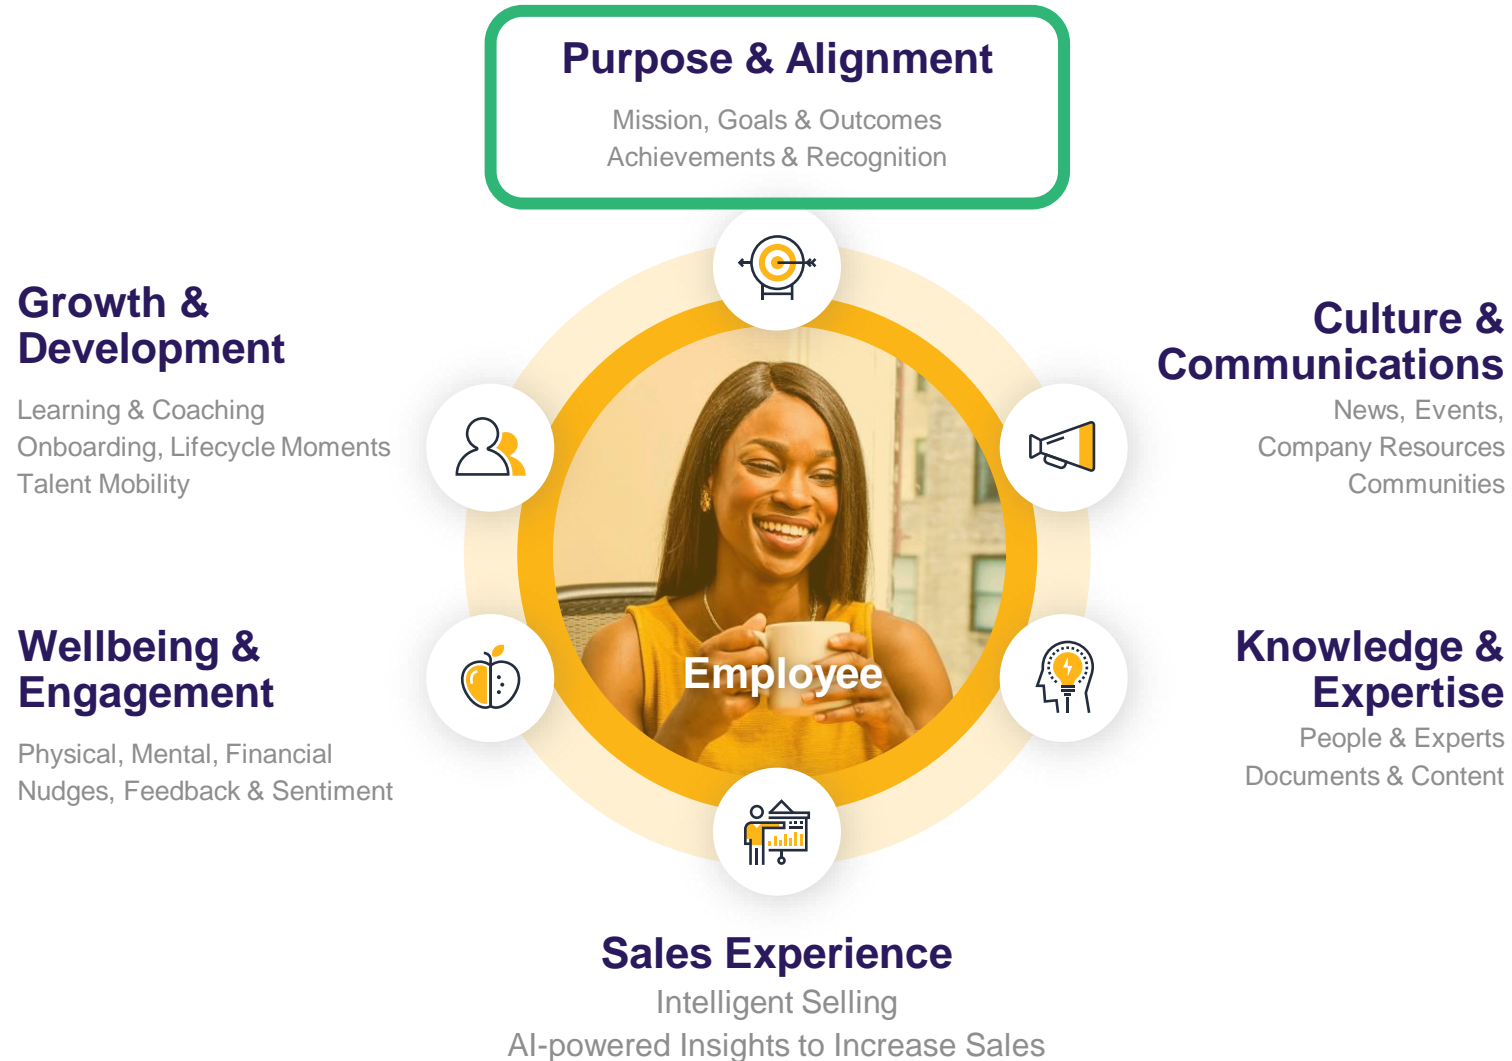 Purpose & Alignment
Mission, Goals & Outcomes
Achievements & Recognition
Growth &
Development
Learning & Coaching
Onboarding, Lifecycle Moments
Talent Mobility
Culture &
Communications
News, Events,
Company Resources
Communities
Employee
Wellbeing &
Engagement
Physical, Mental, Financial
Nudges, Feedback & Sentiment
Knowledge &
Expertise
People & Experts
Documents & Content
Sales Experience
Intelligent Selling
AI-powered Insights to Increase Sales